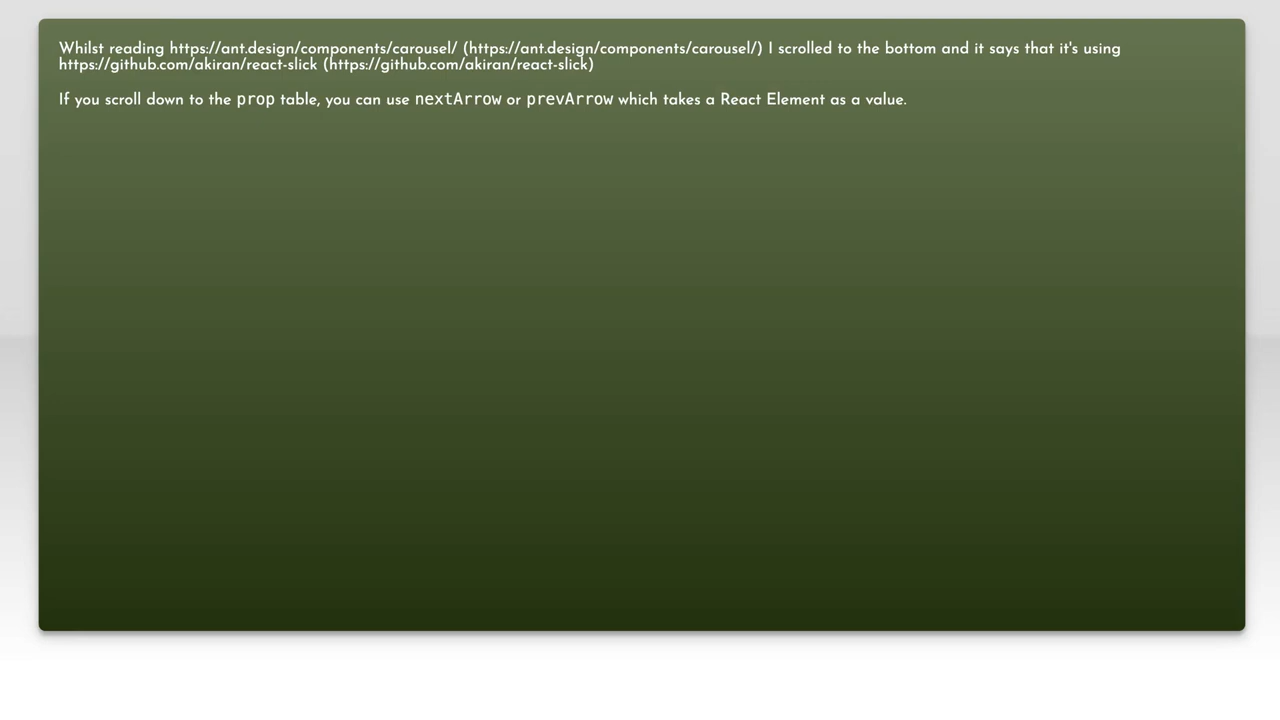 Whilst reading https://ant.design/components/carousel/ (https://ant.design/components/carousel/) I scrolled to the bottom and it says that it's using
https://github.com/akiran/react-slick (https://github.com/akiran/react-slick)
If you scroll down to the prop table, you can use nextArrow or prevArrow which takes a React Element as a value.